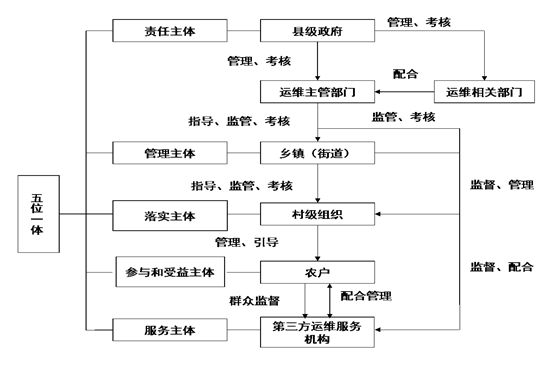 责任主体
县级政府
管理、考核
管理、考核
配合
运维主管部门
运维相关部门
指导、监管、考核
监管、考核
管理主体
乡镇（街道）
指导、监管、考核
监督、管理
五位一体
落实主体
村级组织
管理、引导
监督、配合
参与和受益主体
农户
群众监督
配合管理
服务主体
第三方运维服务
机构